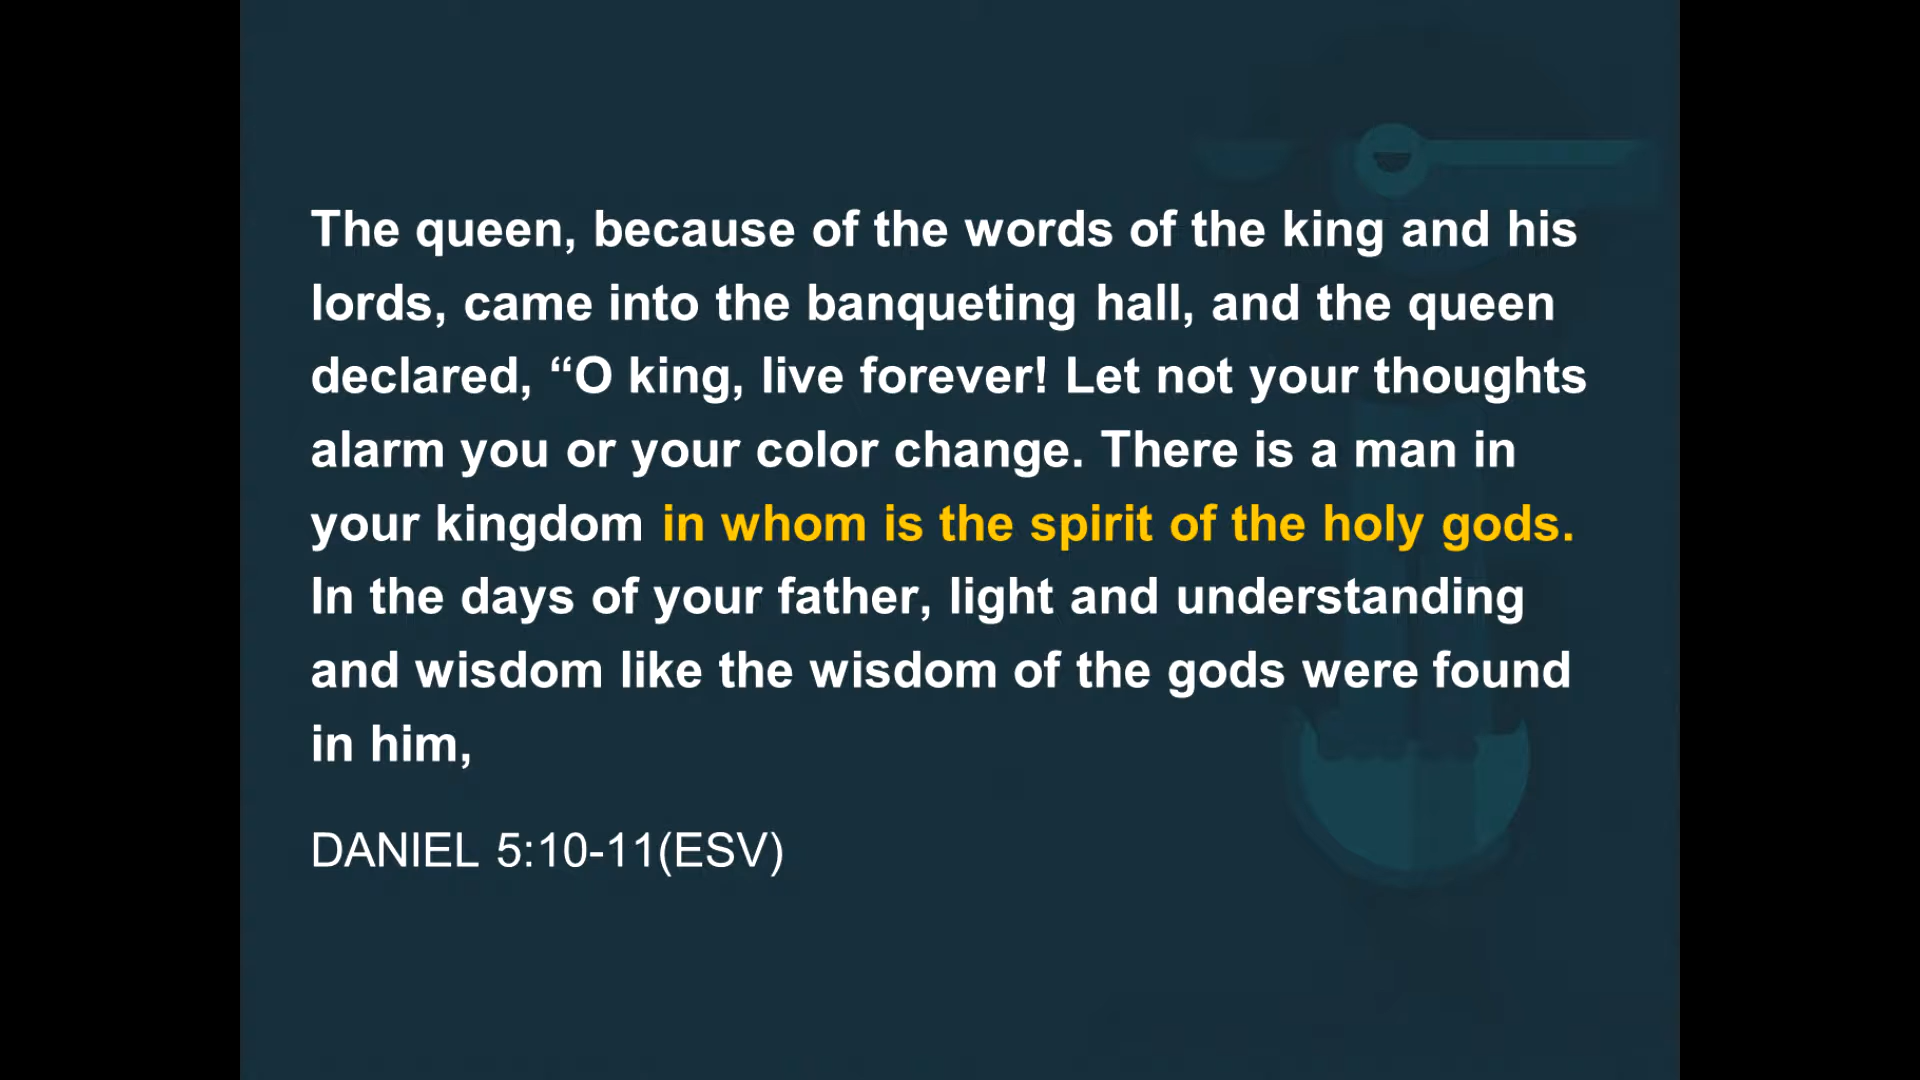 The queen, because of the words of the king and his
lords, came into the banqueting hall, and the queen
declared, “O king, live forever! Let not your thoughts
alarm you or your color change. There is a man in
your kingdom in whom is the spirit of the holy gods.
In the days of your father, light and understanding
and wisdom like the wisdom of the gods were found
in him,
DANIEL 5:10-11(ESV)